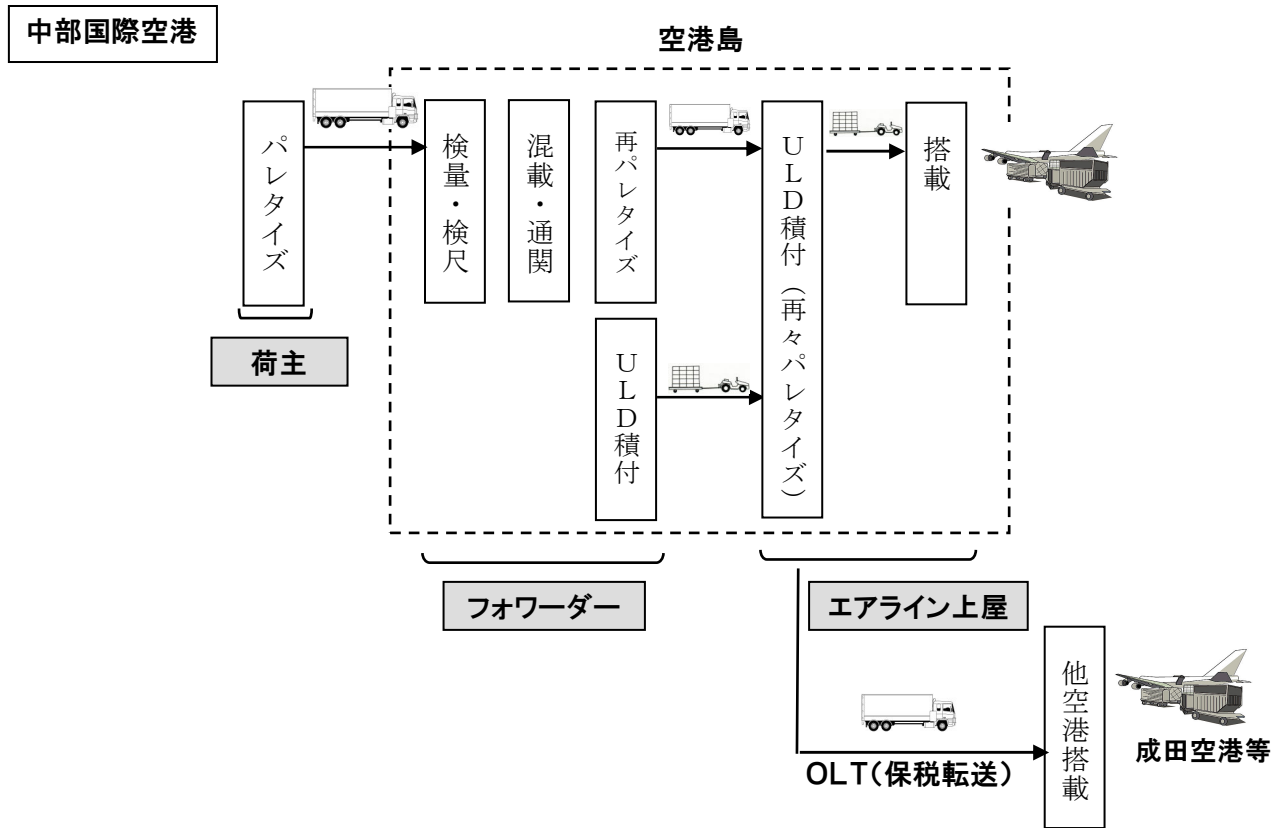 中部国際空港
空港島
パレタイズ
検量・検尺
混載・通関
再パレタイズ
ULD積付（再々パレタイズ）
搭載
荷主
ULD積付
フォワーダー
エアライン上屋
他空港搭載
成田空港等
OLT（保税転送）